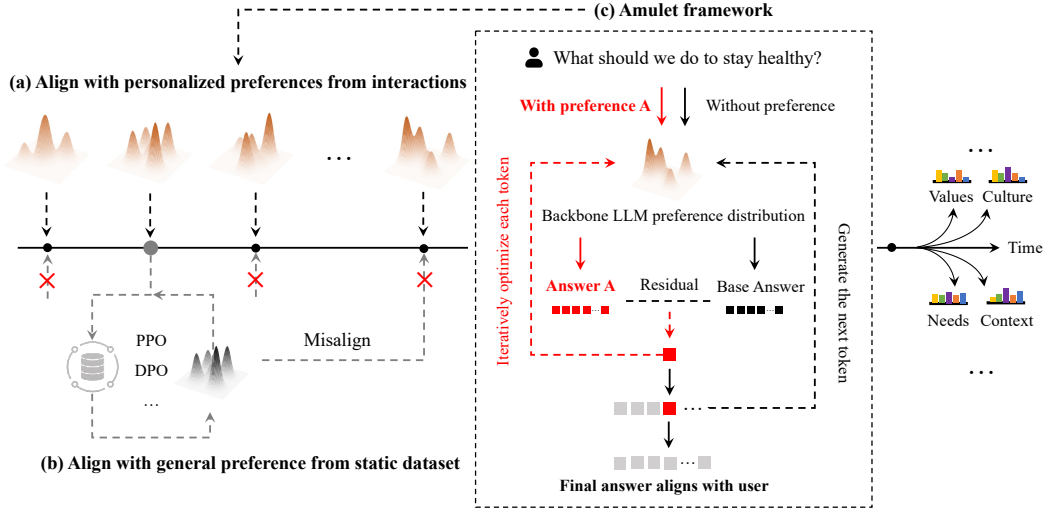 (c) Amulet framework
(a) Align with personalized preferences from interactions
...
Misalign
PPO
DPO
...
(b) Align with general preference from static dataset
What should we do to stay healthy?
With preference A
Without preference
Iteratively optimize each token
Generate the next token
Backbone LLM preference distribution
Answer A
Residual
Base Answer
...
...
...
...
Final answer aligns with user
...
Values
Culture
Time
Needs
Context
...